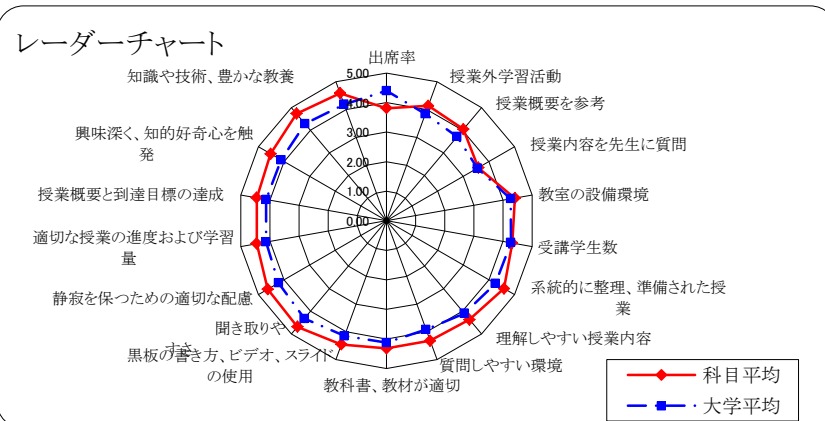 レーダーチャート
出席率
授業外学習活動
授業概要を参考
授業内容を先生に質問
教室の設備環境
受講学生数
系統的に整理、準備された授
業
理解しやすい授業内容
質問しやすい環境
教科書、教材が適切
黒板の書き方、ビデオ、スライド
の使用
聞き取りや
すさ
静寂を保つための適切な配慮
適切な授業の進度および学習
量
授業概要と到達目標の達成
興味深く、知的好奇心を触
発
知識や技術、豊かな教養
5.00
4.00
3.00
2.00
1.00
0.00
科目平均
大学平均